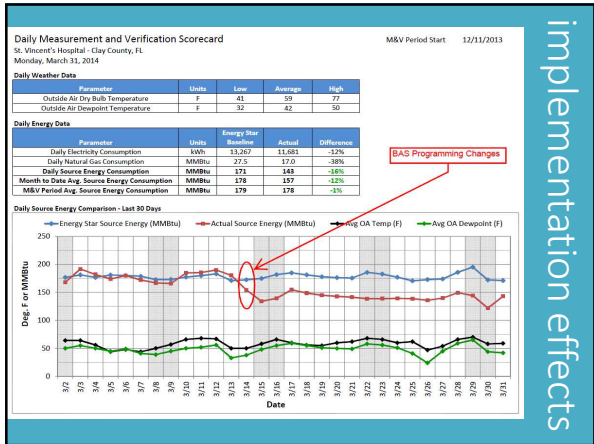 Daily Measurement and Verification Scorecard
M&V Period Start 12/11/2013
St. Vincent's Hospital - Clay County, FL
Monday, March 31, 2014
Daily Weather Data
Parameter Units Low Average High
Outside Air Dry Bulb Temperature F 41 59 77
Outside Air Dewpoint Temperature F 32 42 50
Daily Energy Data
Parameter Units Energy Star Baseline Actual Difference
Daily Electricity Consumption kWh 13,267 11,681 -12%
Daily Natural Gas Consumption MMBtu 27.5 17.0 -38%
Daily Source Energy Consumption MMBtu 171 143 -16%
Month to Date Avg. Source Energy Consumption MMBtu 178 157 -12%
M&V Period Avg. Source Energy Consumption MMBtu 179 178 -1%
BAS Programming Changes
Daily Source Energy Comparison - Last 30 Days
Energy Star Source Energy (MMBtu) Actual Source Energy (MMBtu) Avg OA Temp (F) Avg OA Dewpoint (F)
Deg. F or MMBtu
250
200
150
100
50
0
3/2 3/3 3/4 3/5 3/6 3/7 3/8 3/9 3/10 3/11 3/12 3/13 3/14 3/15 3/16 3/17 3/18 3/19 3/20 3/21 3/22 3/23 3/24 3/25 3/26 3/27 3/28 3/29 3/30 3/31
Date
implementation effects